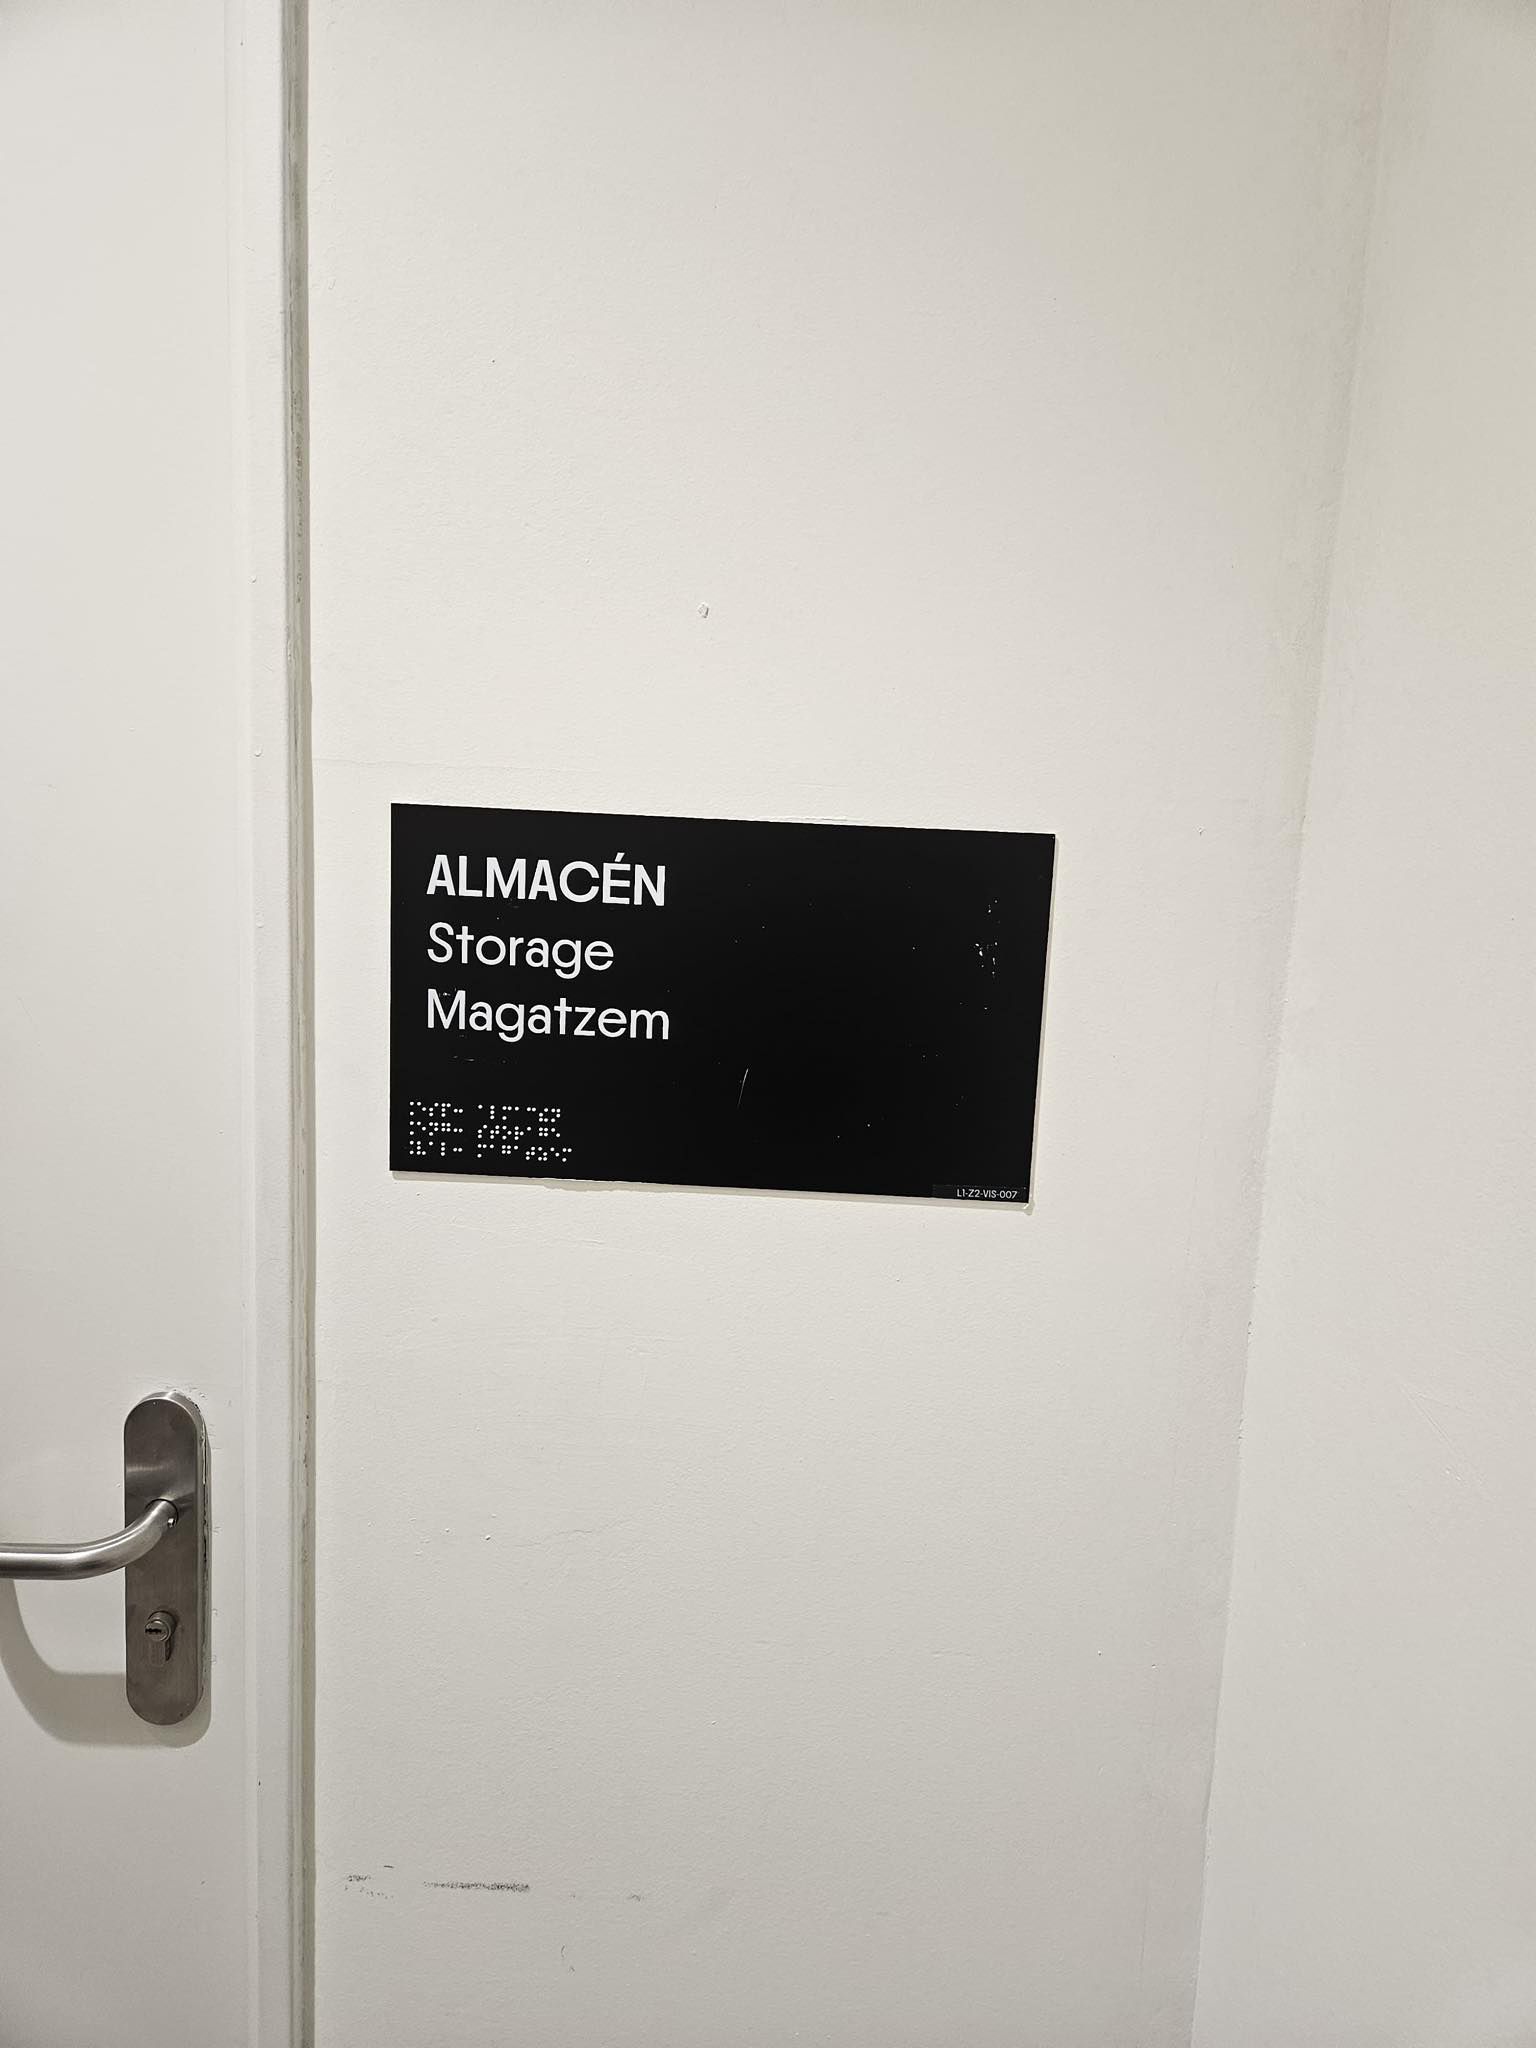 ALMACÉN
Storage
Magatzem
L1-Z2-VIS-007